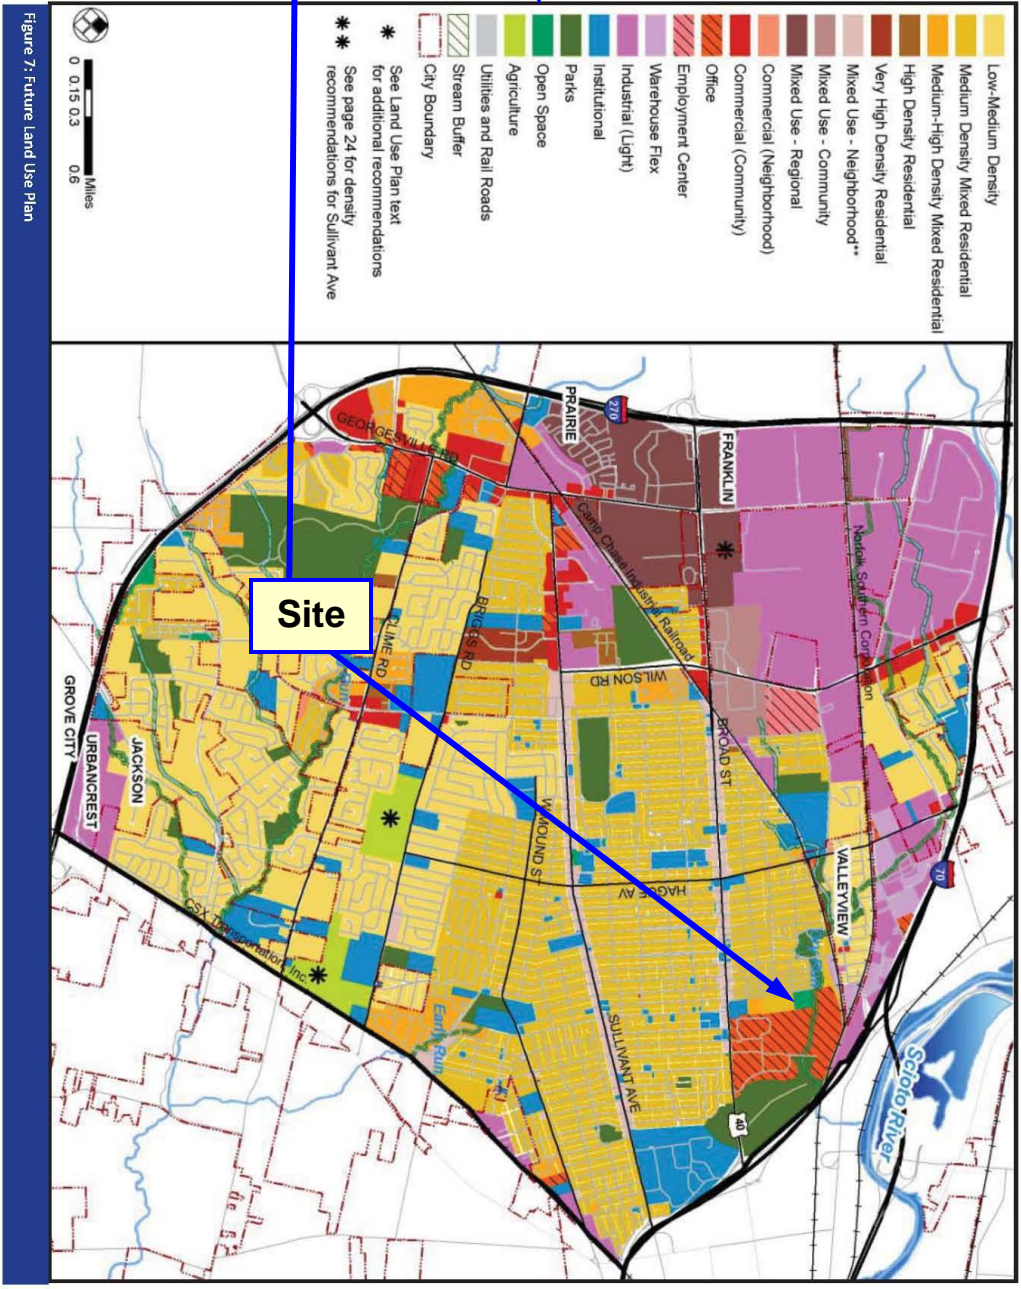 Low-Medium Density
Medium Density Mixed Residential
Medium-High Density Mixed Residential
High Density Residential
Very High Density Residential
Mixed Use - Neighborhood**
Mixed Use - Community
Mixed Use - Regional
Commercial (Neighborhood)
Commercial (Community)
Office
Employment Center
Warehouse Flex
Industrial (Light)
Institutional
Parks
Open Space
Agriculture
Utilities and Rail Roads
Stream Buffer
City Boundary
* See Land Use Plan text
for additional recommendations
** See page 24 for density
recommendations for Sullivant Ave
0 0.15 0.3 0.6
Miles
Figure 7: Future Land Use Plan
270
PRAIRIE
FRANKLIN
GEORGESVILLE RD
Camp Chase Industrial Railroad
Norfolk Southern Corporation
Site
BRIGGS RD
CLIME RD
WILSON RD
BROAD ST
W MOUND ST
HAGUE AV
VALLEYVIEW
70
GROVE CITY
URBANCREST
JACKSON
CSX Transportation Inc.
SULLIVANT AVE
40
Scioto River
*
*
*